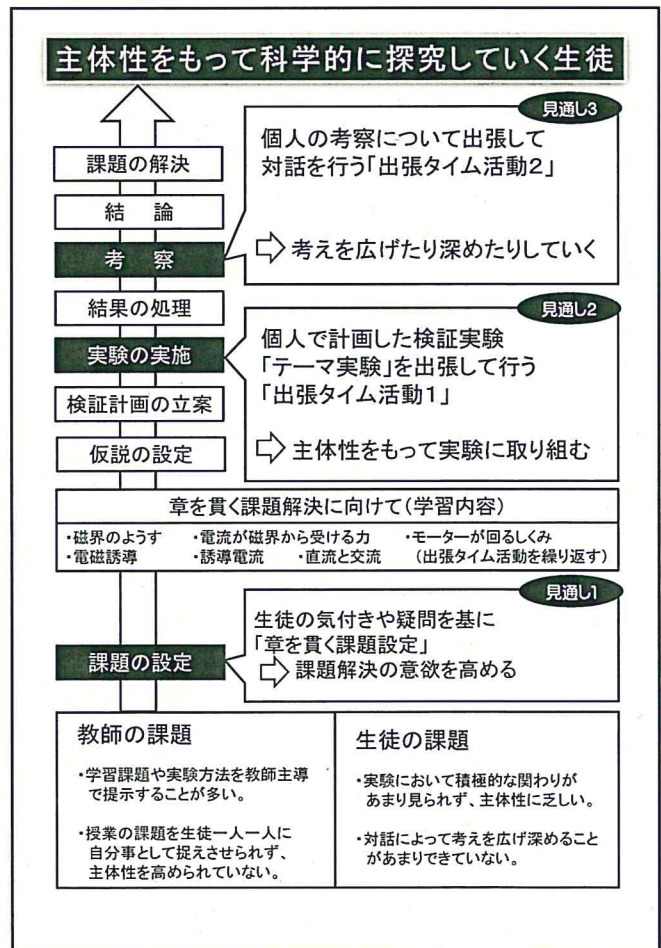 主体性をもって科学的に探究していく生徒
見通し3
個人の考察について出張して
対話を行う「出張タイム活動2」
⇨ 考えを広げたり深めたりしていく
課題の解決
結 論
考 察
結果の処理
見通し2
個人で計画した検証実験
「テーマ実験」を出張して行う
「出張タイム活動1」
⇨ 主体性をもって実験に取り組む
実験の実施
検証計画の立案
仮説の設定
章を貫く課題解決に向けて(学習内容)
・磁界のようす ・電流が磁界から受ける力 ・モーターが回るしくみ
・電磁誘導 ・誘導電流 ・直流と交流 (出張タイム活動を繰り返す)
見通し1
生徒の気付きや疑問を基に
「章を貫く課題設定」
⇨ 課題解決の意欲を高める
課題の設定
教師の課題
・学習課題や実験方法を教師主導
で提示することが多い。
・授業の課題を生徒一人一人に
自分事として捉えさせられず、
主体性を高められていない。
生徒の課題
・実験において積極的な関わりが
あまり見られず、主体性に乏しい。
・対話によって考えを広げ深めること
があまりできていない。